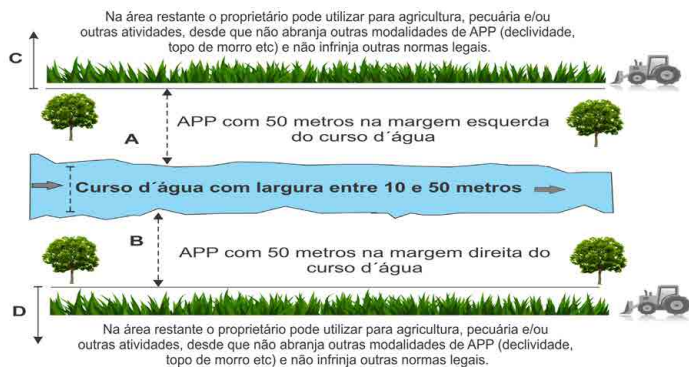 Na área restante o proprietário pode utilizar para agricultura, pecuária e/ou
outras atividades, desde que não abranja outras modalidades de APP (declividade,
topo de morro etc) e não infrinja outras normas legais.
C
A
APP com 50 metros na margem esquerda
do curso d´água
Curso d´água com largura entre 10 e 50 metros
B
APP com 50 metros na margem direita do
curso d´água
D
Na área restante o proprietário pode utilizar para agricultura, pecuária e/ou
outras atividades, desde que não abranja outras modalidades de APP (declividade,
topo de morro etc) e não infrinja outras normas legais.